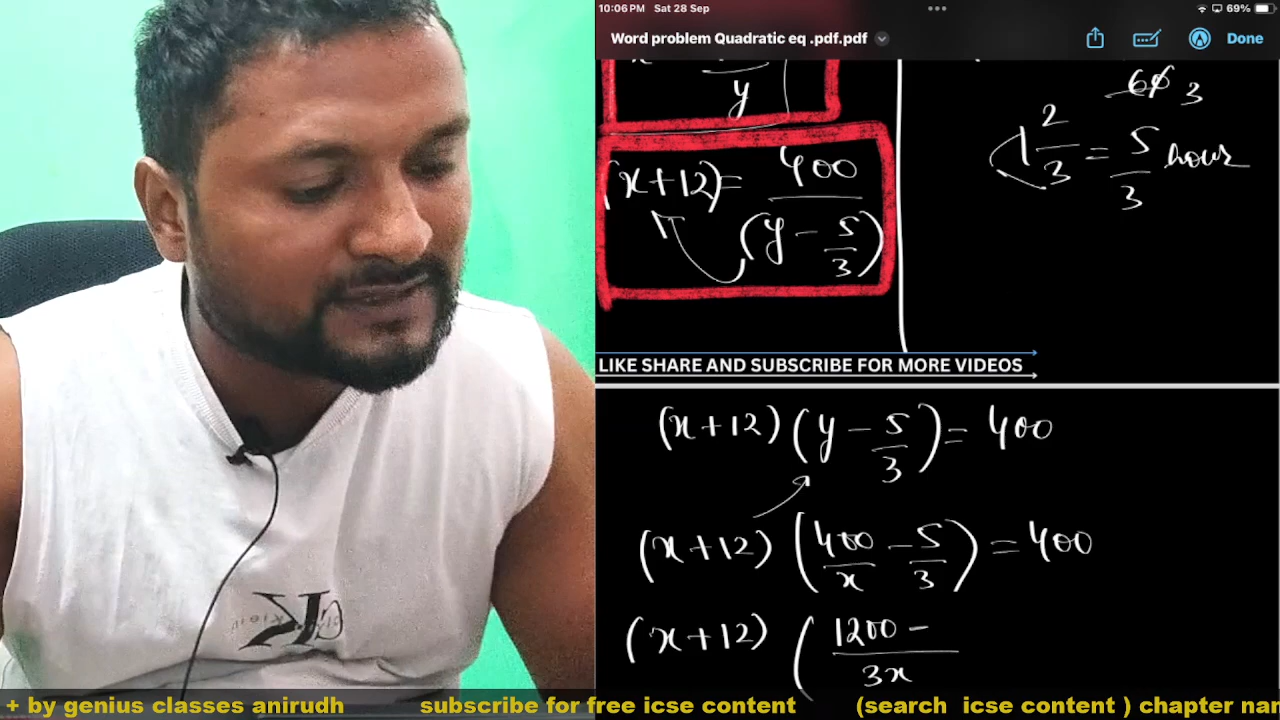 10:06 PM Sat 28 Sep
69%
Word problem Quadratic eq .pdf.pdf
Done
y
(x+12)= 400
(y - 5/3)
60 3
1 2/3 = 5/3 hour
LIKE SHARE AND SUBSCRIBE FOR MORE VIDEOS
(x+12)(y - 5/3) = 400
(x+12)(400/x - 5/3) = 400
(x+12)(1200 -
3x
+ by genius classes anirudh subscribe for free icse content (search icse content ) chapter nar